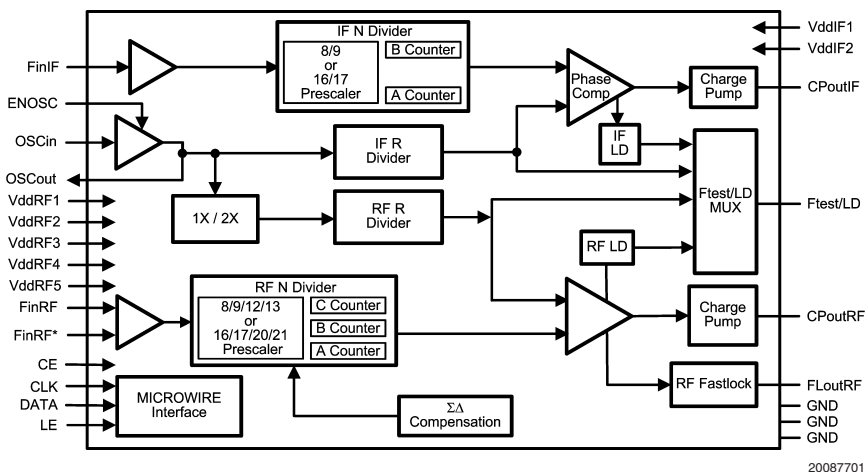 FinIF
ENOSC
OSCin
OSCout
VddRF1
VddRF2
VddRF3
VddRF4
VddRF5
FinRF
FinRF*
CE
CLK
DATA
LE
IF N Divider
8/9
or
16/17
Prescaler
B Counter
A Counter
Phase
Comp
Charge
Pump
IF
LD
IF R
Divider
1X / 2X
RF R
Divider
Ftest/LD
MUX
RF LD
RF N Divider
8/9/12/13
or
16/17/20/21
Prescaler
C Counter
B Counter
A Counter
Charge
Pump
RF Fastlock
MICROWIRE
Interface
ΣΔ
Compensation
VddIF1
VddIF2
CPoutIF
Ftest/LD
CPoutRF
FLoutRF
GND
GND
GND
20087701